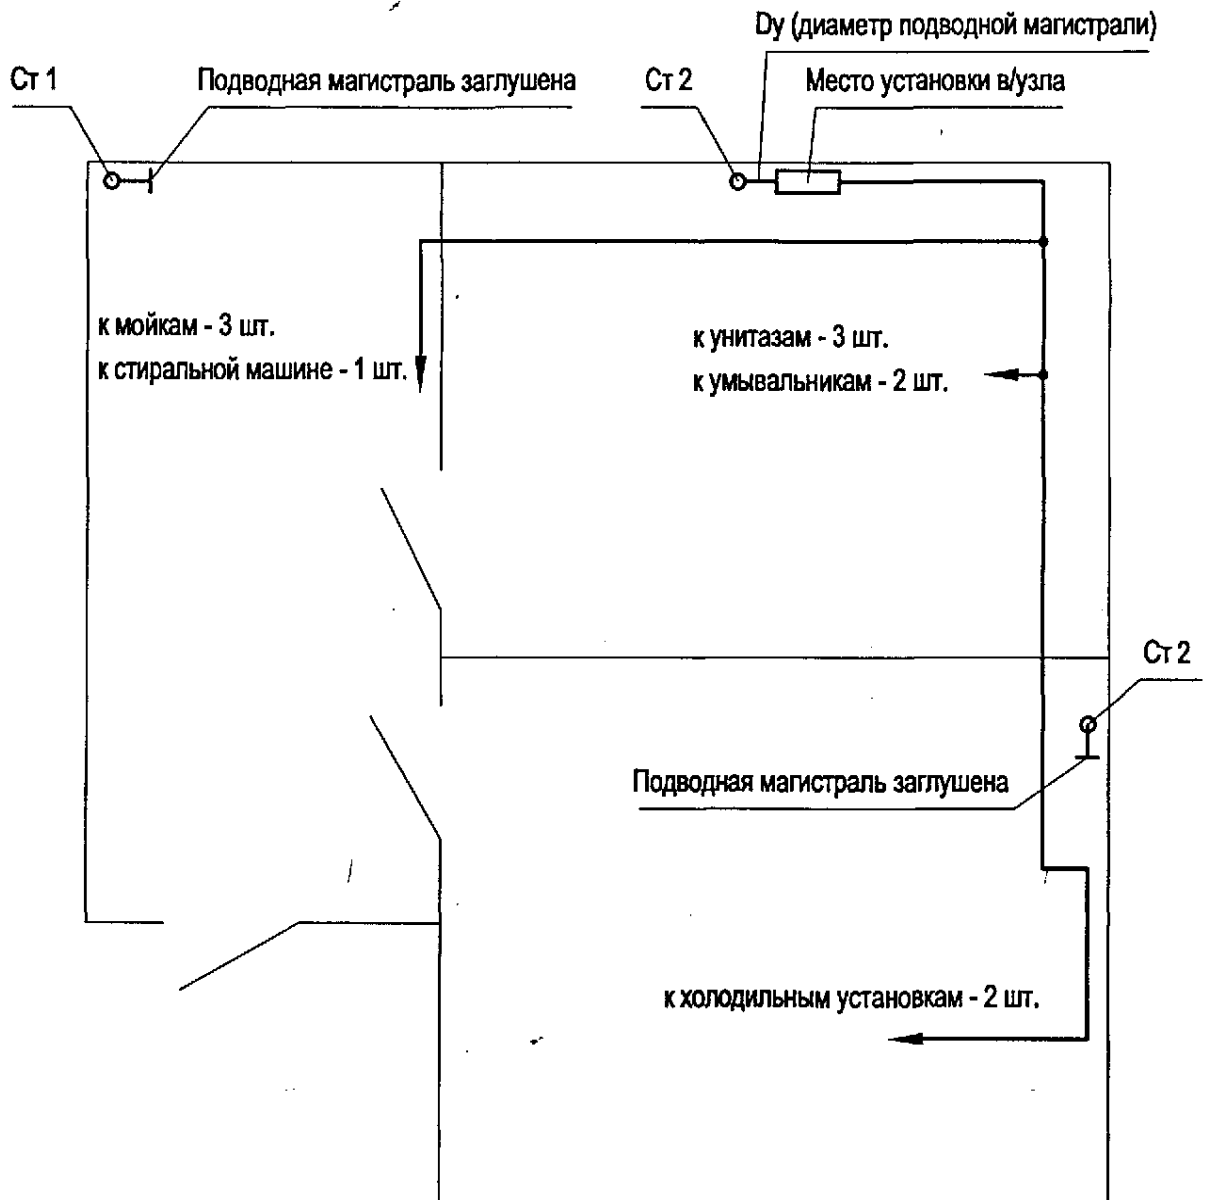 Dу (диаметр подводной магистрали)
Ст 1
Подводная магистраль заглушена
Ст 2
Место установки в/узла
к мойкам - 3 шт.
к стиральной машине - 1 шт.
к унитазам - 3 шт.
к умывальникам - 2 шт.
Ст 2
Подводная магистраль заглушена
к холодильным установкам - 2 шт.